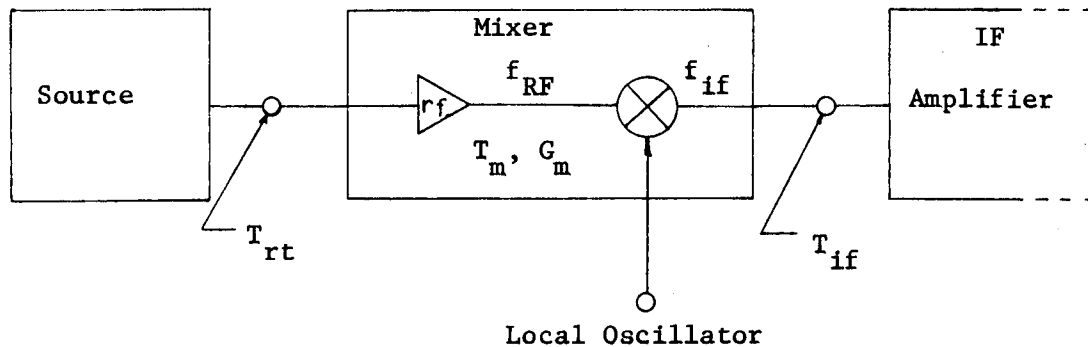 Mixer
IF
Source
rf
f_RF
f_if
Amplifier
T_m, G_m
T_rt
T_if
Local Oscillator